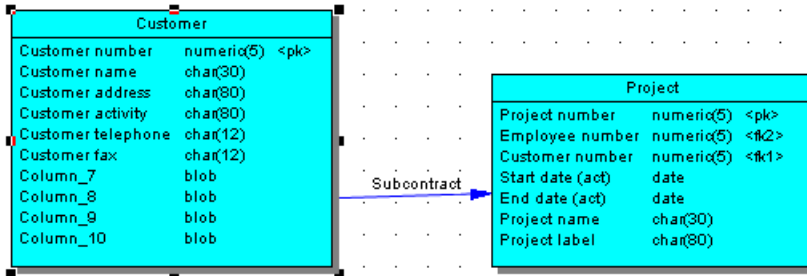 Customer
Customer number numeric(5) <pk>
Customer name char(30)
Customer address char(80)
Customer activity char(80)
Customer telephone char(12)
Customer fax char(12)
Column_7 blob
Column_8 blob
Column_9 blob
Column_10 blob
Subcontract
Project
Project number numeric(5) <pk>
Employee number numeric(5) <fk2>
Customer number numeric(5) <fk1>
Start date (act) date
End date (act) date
Project name char(30)
Project label char(80)